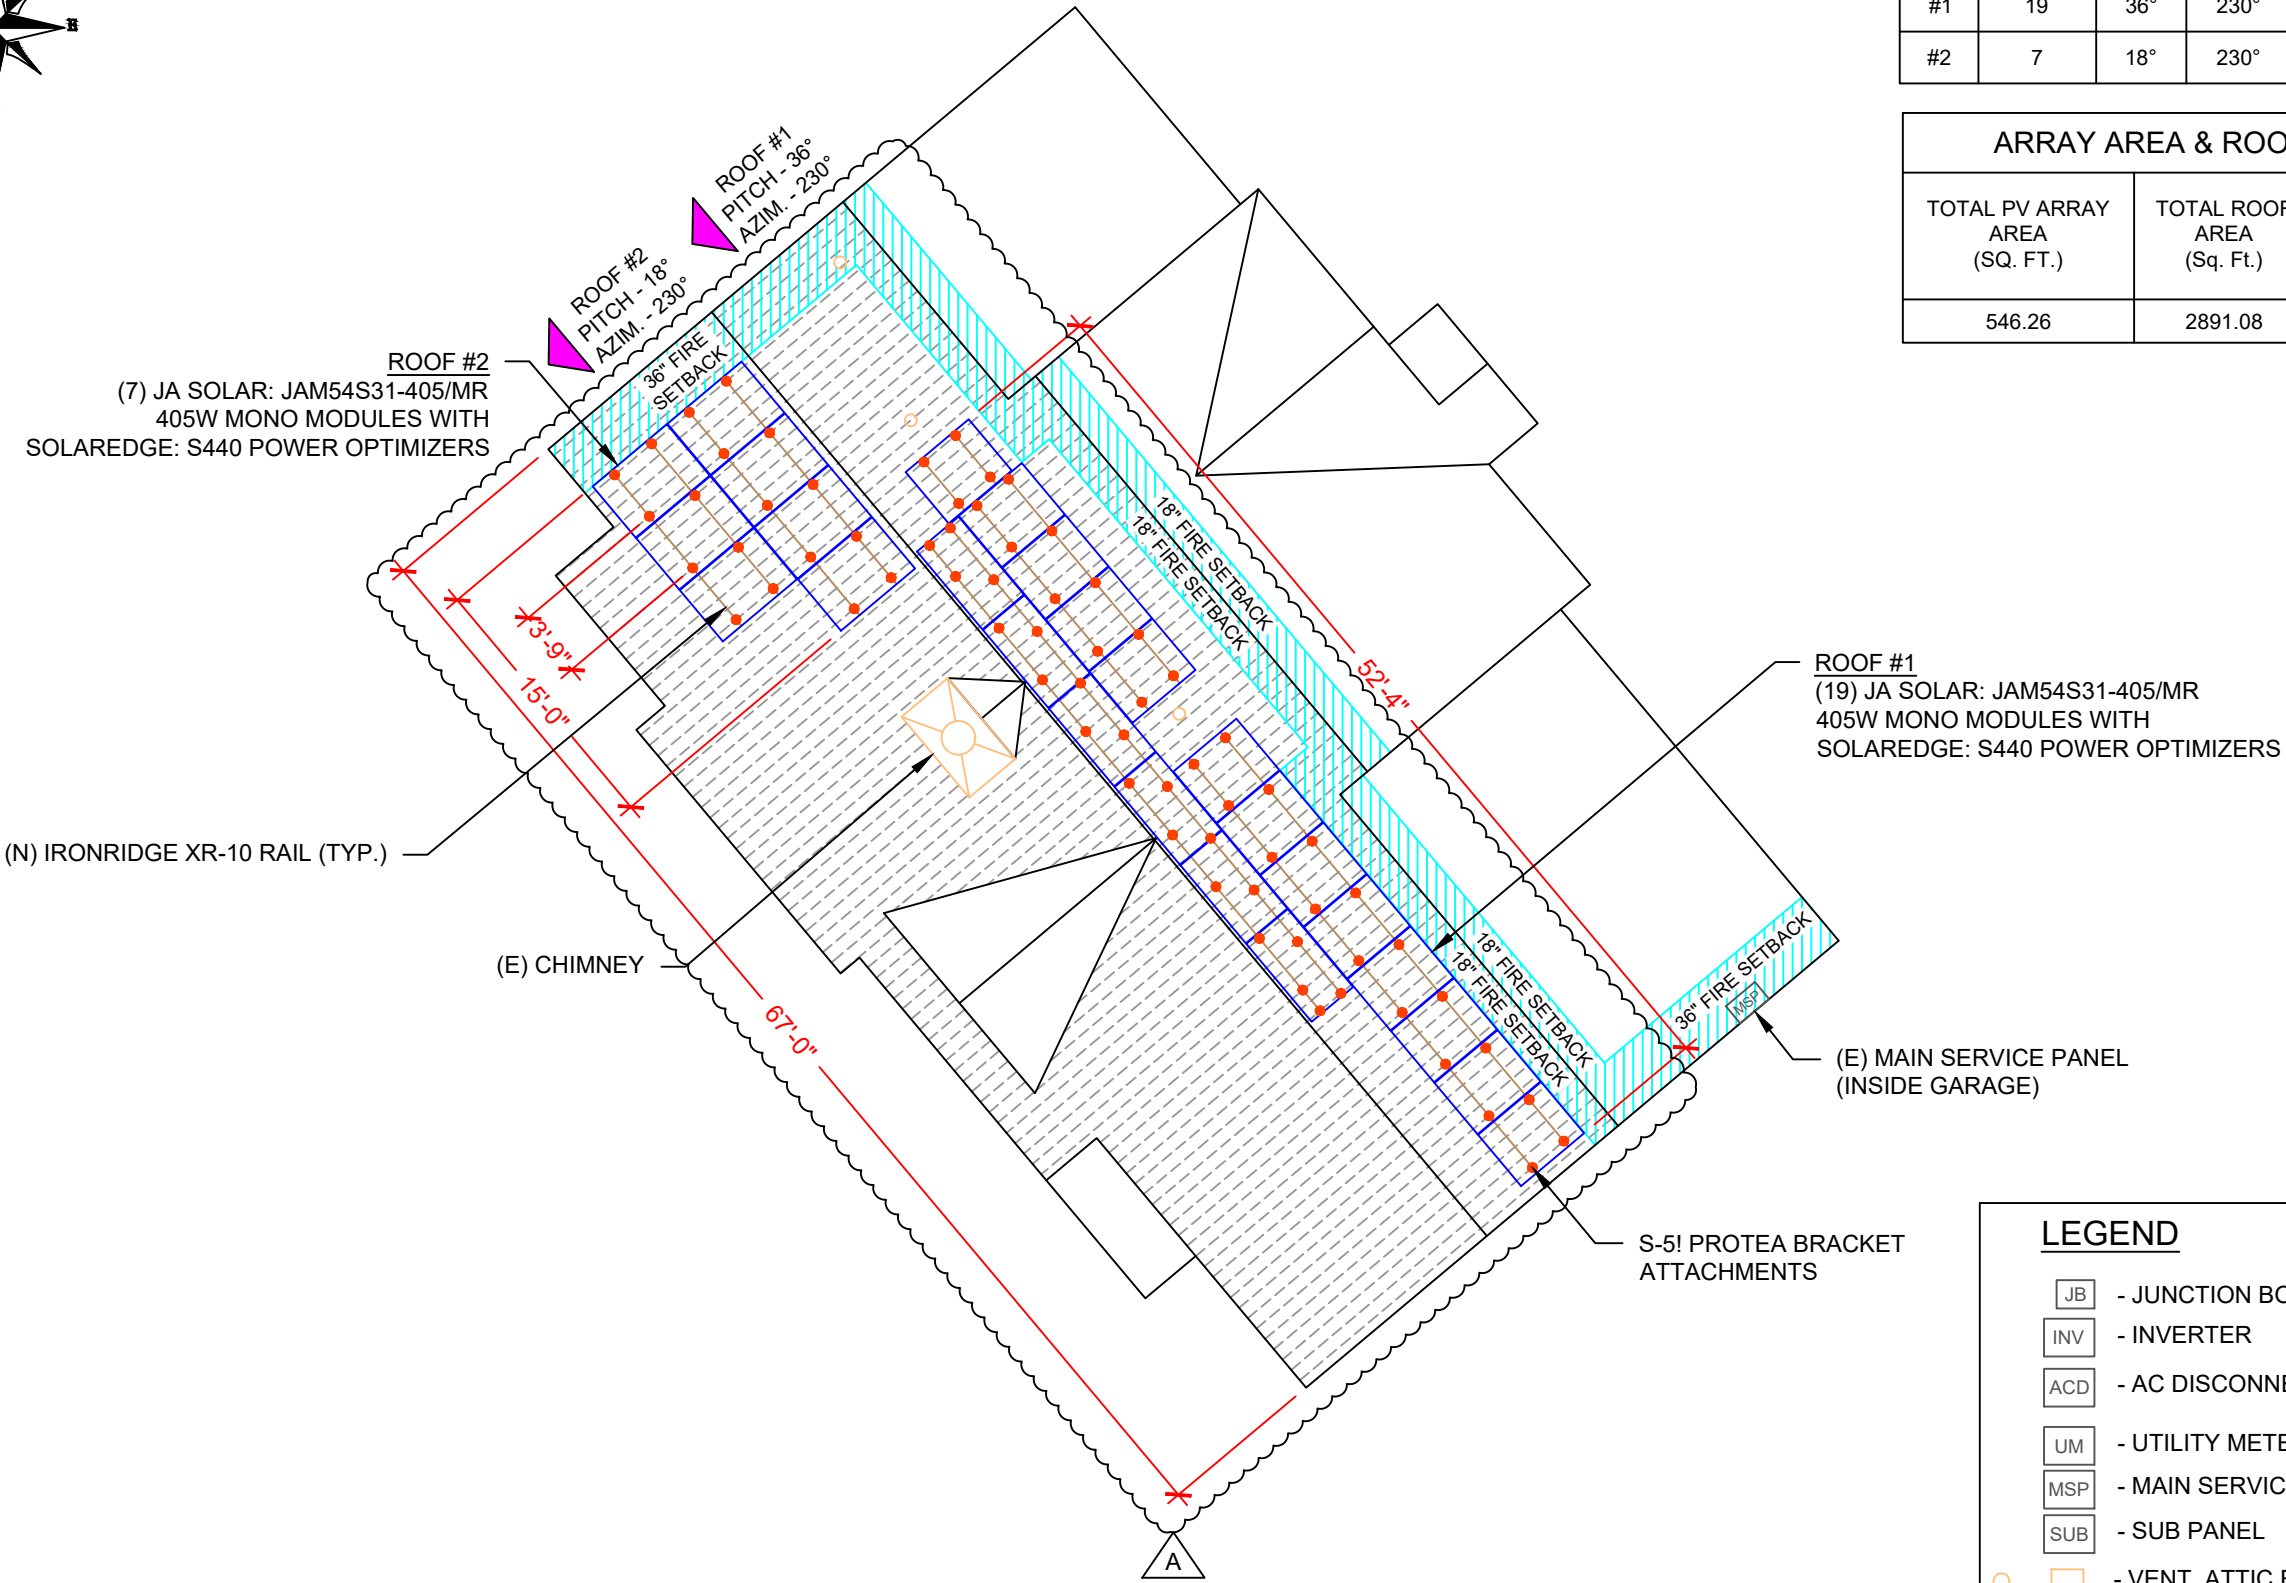 #1 19 36° 230°
#2 7 18° 230°
ARRAY AREA & ROO
TOTAL PV ARRAY
AREA
(SQ. FT.)
TOTAL ROOF
AREA
(Sq. Ft.)
546.26 2891.08
ROOF #1
PITCH - 36°
AZIM. - 230°
ROOF #2
PITCH - 18°
AZIM. - 230°
ROOF #2
(7) JA SOLAR: JAM54S31-405/MR
405W MONO MODULES WITH
SOLAREDGE: S440 POWER OPTIMIZERS
36" FIRE
SETBACK
18" FIRE SETBACK
18" FIRE SETBACK
52'-4"
3'-9"
15'-0"
67'-0"
ROOF #1
(19) JA SOLAR: JAM54S31-405/MR
405W MONO MODULES WITH
SOLAREDGE: S440 POWER OPTIMIZERS
(N) IRONRIDGE XR-10 RAIL (TYP.)
(E) CHIMNEY
18" FIRE SETBACK
18" FIRE SETBACK
36" FIRE SETBACK
MSP
(E) MAIN SERVICE PANEL
(INSIDE GARAGE)
S-5! PROTEA BRACKET
ATTACHMENTS
A
LEGEND
JB - JUNCTION BO
INV - INVERTER
ACD - AC DISCONNE
UM - UTILITY METE
MSP - MAIN SERVIC
SUB - SUB PANEL
- VENT, ATTIC F